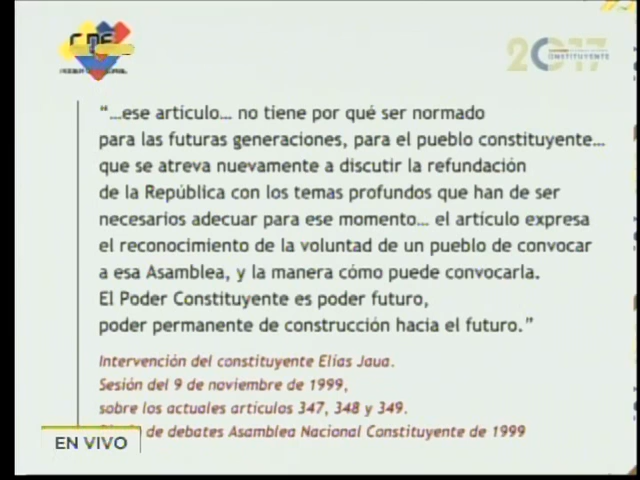 CNE
2017
CONSTITUYENTE
“…ese artículo… no tiene por qué ser normado
para las futuras generaciones, para el pueblo constituyente…
que se atreva nuevamente a discutir la refundación
de la República con los temas profundos que han de ser
necesarios adecuar para ese momento… el artículo expresa
el reconocimiento de la voluntad de un pueblo de convocar
a esa Asamblea, y la manera cómo puede convocarla.
El Poder Constituyente es poder futuro,
poder permanente de construcción hacia el futuro.”
Intervención del constituyente Elías Jaua.
Sesión del 9 de noviembre de 1999,
sobre los actuales artículos 347, 348 y 349.
de debates Asamblea Nacional Constituyente de 1999
EN VIVO